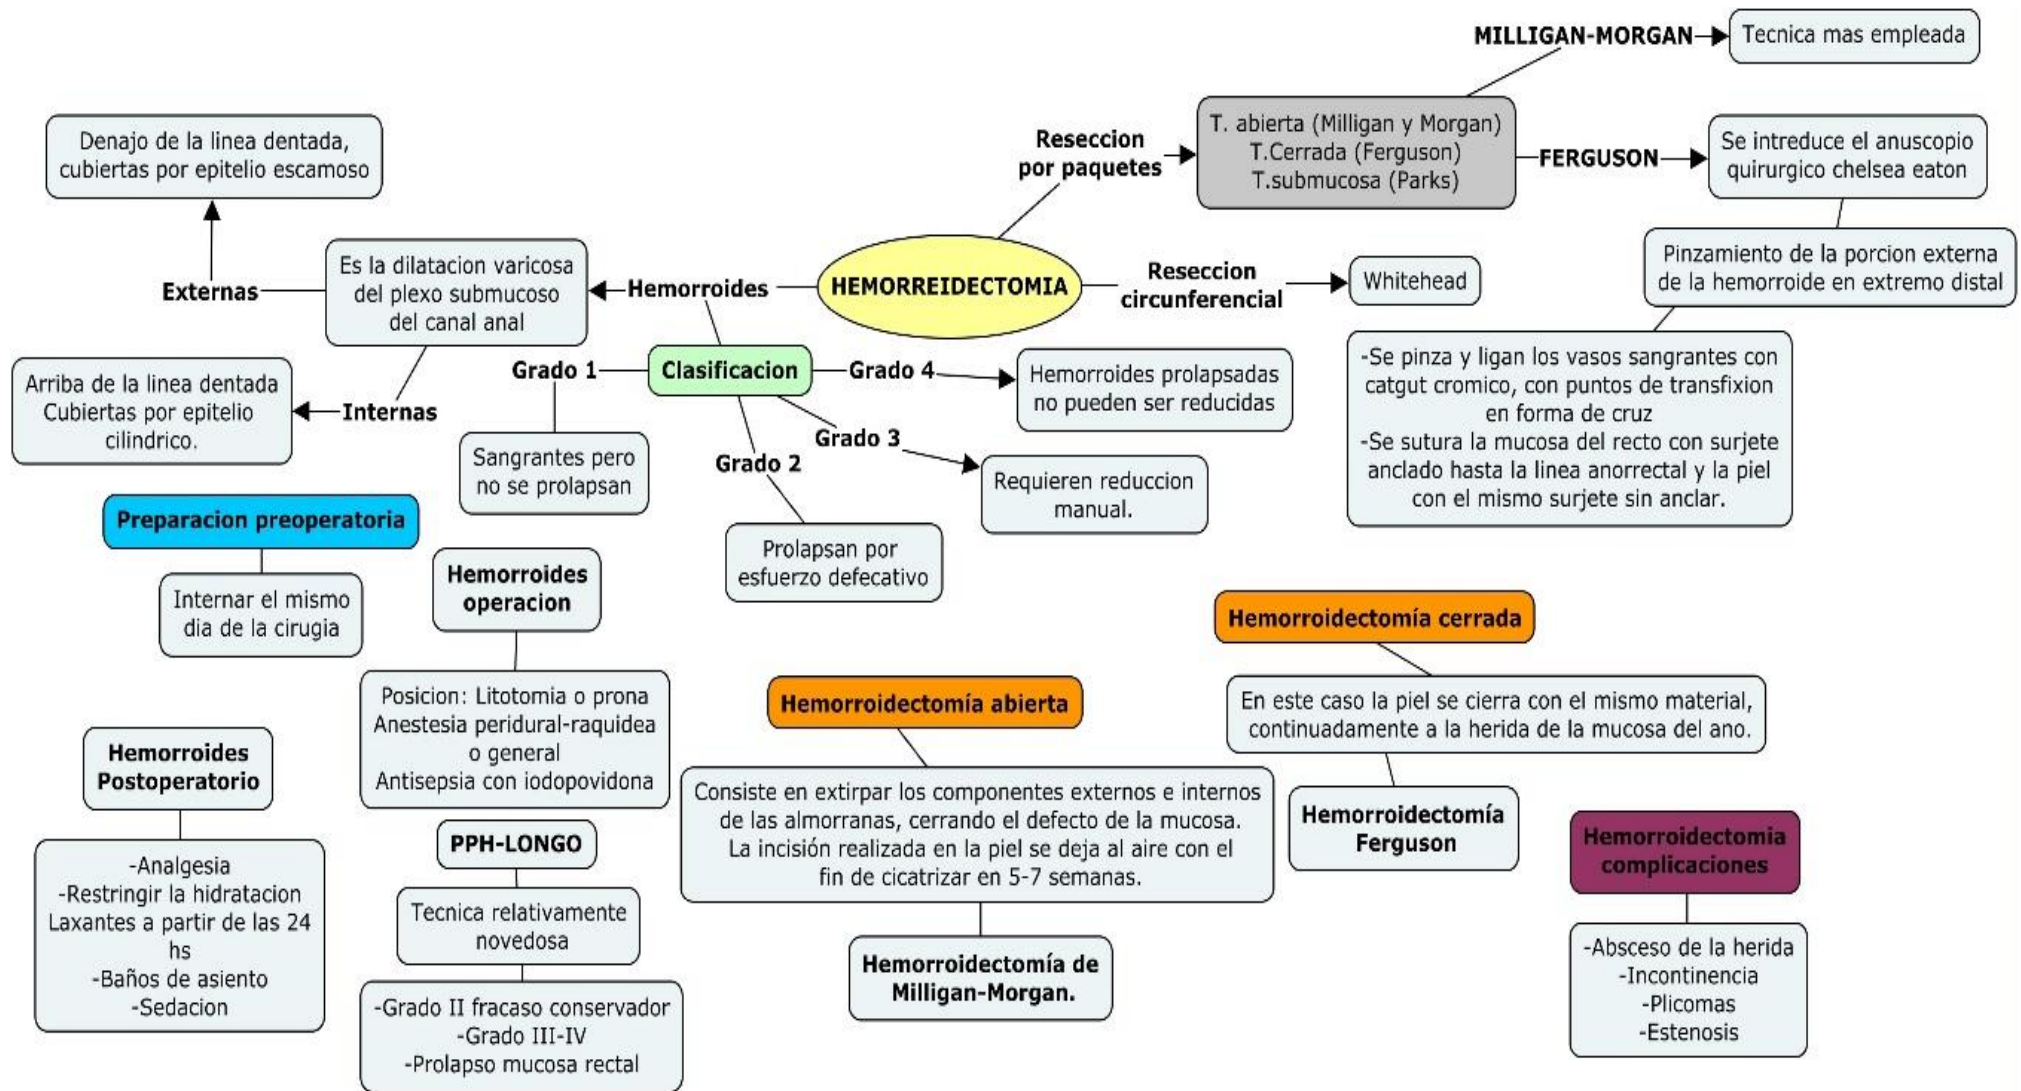 MILLIGAN-MORGAN
Tecnica mas empleada
Denajo de la linea dentada,
cubiertas por epitelio escamoso
Reseccion
por paquetes
T. abierta (Milligan y Morgan)
T.Cerrada (Ferguson)
T.submucosa (Parks)
FERGUSON
Se introduce el anuscopio
quirurgico chelsea eaton
Externas
Es la dilatacion varicosa
del plexo submucoso
del canal anal
Hemorroides
HEMORREIDECTOMIA
Reseccion
circunferencial
Whitehead
Pinzamiento de la porcion externa
de la hemorroide en extremo distal
Arriba de la linea dentada
Cubiertas por epitelio
cilindrico.
Internas
Grado 1
Clasificacion
Grado 4
Hemorroides prolapsadas
no pueden ser reducidas
-Se pinza y ligan los vasos sangrantes con
catgut cromico, con puntos de transfixion
en forma de cruz
-Se sutura la mucosa del recto con surjete
anclado hasta la linea anorrectal y la piel
con el mismo surjete sin anclar.
Sangrantes pero
no se prolapsan
Grado 2
Grado 3
Requieren reduccion
manual.
Prolapsan por
esfuerzo defecativo
Preparacion preoperatoria
Internar el mismo
dia de la cirugia
Hemorroides
operacion
Posicion: Litotomia o prona
Anestesia peridural-raquidea
o general
Antisepsia con iodopovidona
Hemorroides
Postoperatorio
-Analgesia
-Restringir la hidratacion
Laxantes a partir de las 24
hs
-Baños de asiento
-Sedacion
PPH-LONGO
Tecnica relativamente
novedosa
-Grado II fracaso conservador
-Grado III-IV
-Prolapso mucosa rectal
Hemorroidectomía abierta
Consiste en extirpar los componentes externos e internos
de las almorranas, cerrando el defecto de la mucosa.
La incisión realizada en la piel se deja al aire con el
fin de cicatrizar en 5-7 semanas.
Hemorroidectomía de
Milligan-Morgan.
Hemorroidectomía cerrada
En este caso la piel se cierra con el mismo material,
continuadamente a la herida de la mucosa del ano.
Hemorroidectomía
Ferguson
Hemorroidectomia
complicaciones
-Absceso de la herida
-Incontinencia
-Plicomas
-Estenosis